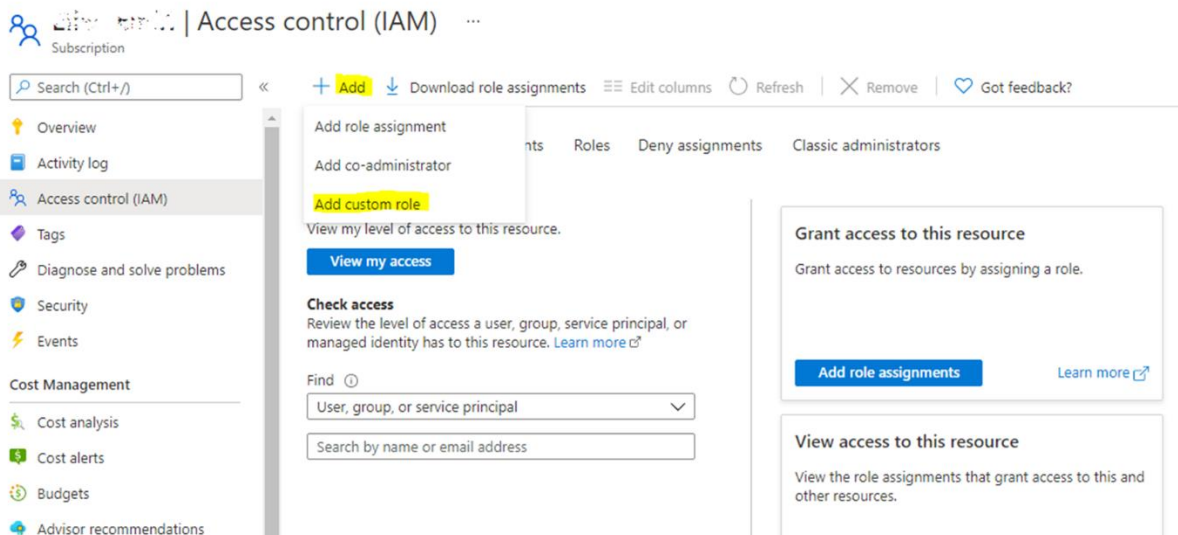 | Access control (IAM) ...
Subscription
Search (Ctrl+/)
«
Add
Download role assignments
Edit columns
Refresh
Remove
Got feedback?
Overview
Activity log
Access control (IAM)
Tags
Diagnose and solve problems
Security
Events
Cost Management
Cost analysis
Cost alerts
Budgets
Advisor recommendations
Add role assignment
Add co-administrator
Add custom role
nts
Roles
Deny assignments
Classic administrators
View my level of access to this resource.
View my access
Check access
Review the level of access a user, group, service principal, or
managed identity has to this resource. Learn more
Find
User, group, or service principal
Search by name or email address
Grant access to this resource
Grant access to resources by assigning a role.
Add role assignments
Learn more
View access to this resource
View the role assignments that grant access to this and
other resources.